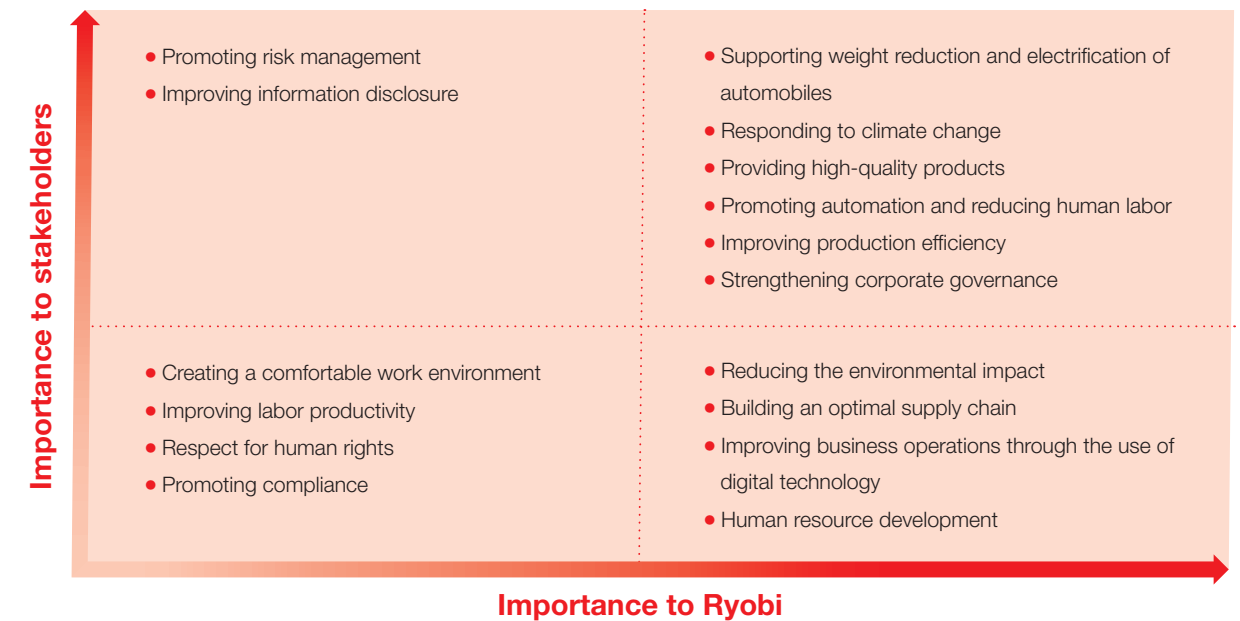 Importance to stakeholders
● Promoting risk management
● Improving information disclosure
● Supporting weight reduction and electrification of
automobiles
● Responding to climate change
● Providing high-quality products
● Promoting automation and reducing human labor
● Improving production efficiency
● Strengthening corporate governance
● Creating a comfortable work environment
● Improving labor productivity
● Respect for human rights
● Promoting compliance
● Reducing the environmental impact
● Building an optimal supply chain
● Improving business operations through the use of
digital technology
● Human resource development
Importance to Ryobi